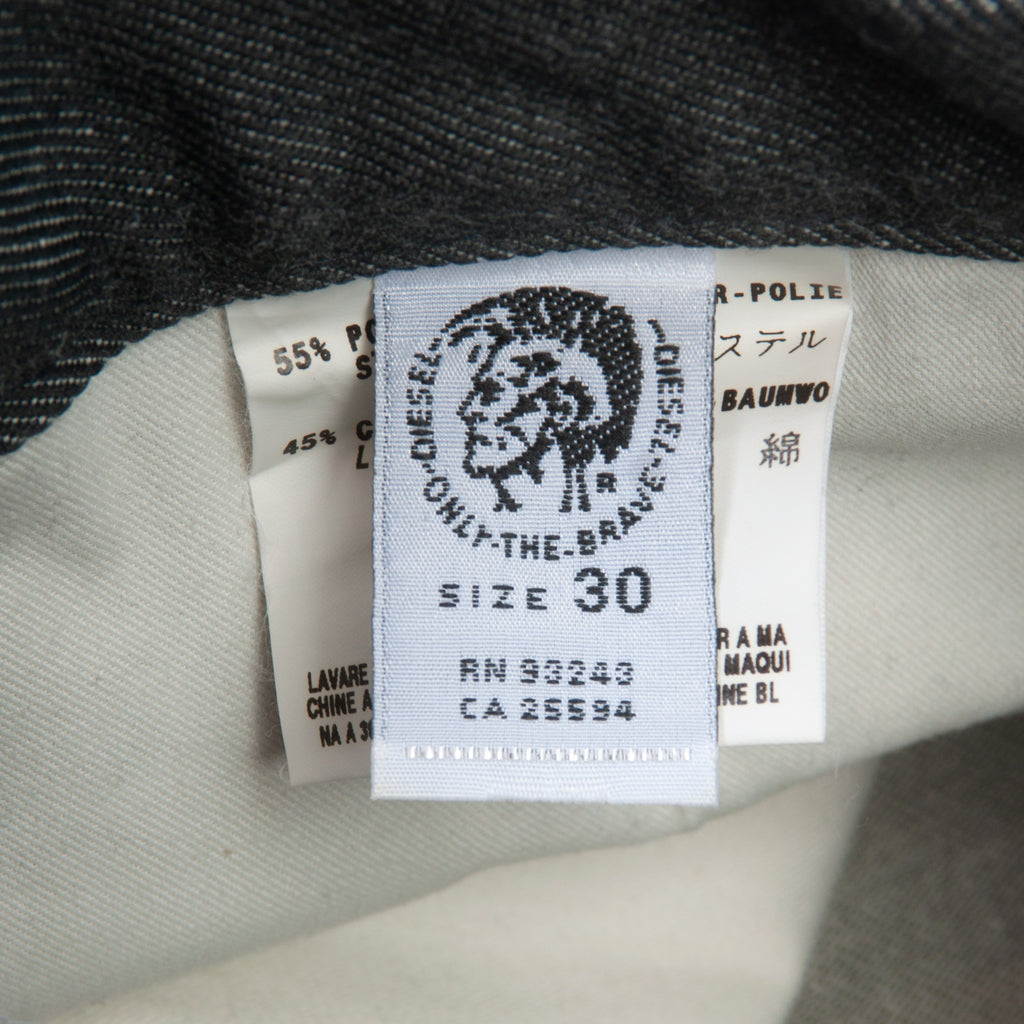 DIESEL
DIESEL
ONLY-THE-BRAVE
R
SIZE 30
RN 93243
CA 25594
55% PO
45% C
L
LAVARE
CHINE A
NA A 30
R-POLIE
ステル
BAUMWO
綿
R A MA
MAQUI
INE BL